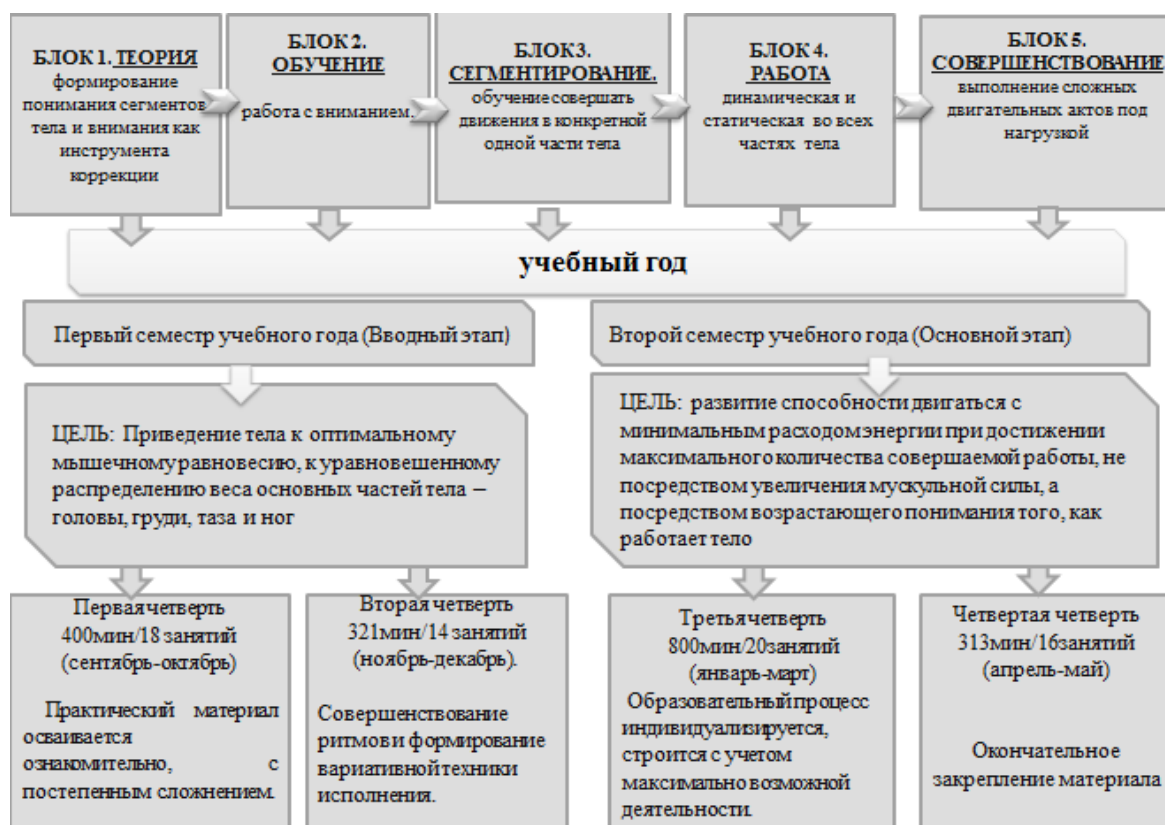 БЛОК 1. ТЕОРИЯ
формирование
понимания сегментов
тела и внимания как
инструмента
коррекции
БЛОК 2.
ОБУЧЕНИЕ
работа с вниманием.
БЛОК3.
СЕГМЕНТИРОВАНИЕ.
обучение совершать
движения в конкретной
одной части тела
БЛОК 4.
РАБОТА
динамическая и
статическая во всех
частях тела
БЛОК 5.
СОВЕРШЕНСТВОВАНИЕ
выполнение сложных
двигательных актов под
нагрузкой
учебный год
Первый семестр учебного года (Вводный этап)
ЦЕЛЬ: Приведение тела к оптимальному
мышечному равновесию, к уравновешенному
распределению веса основных частей тела –
головы, груди, таза и ног
Второй семестр учебного года (Основной этап)
ЦЕЛЬ: развитие способности двигаться с
минимальным расходом энергии при достижении
максимального количества совершаемой работы, не
посредством увеличения мускульной силы, а
посредством возрастающего понимания того, как
работает тело
Первая четверть
400мин/18 занятий
(сентябрь-октябрь)
Практический материал
осваивается
ознакомительно, с
постепенным сложнением.
Вторая четверть
321мин/14 занятий
(ноябрь-декабрь).
Совершенствование
ритмов и формирование
вариативной техники
исполнения.
Третья четверть
800мин/20занятий
(январь-март)
Образовательный процесс
индивидуализируется,
строится с учетом
максимально возможной
деятельности.
Четвертая четверть
313мин/16занятий
(апрель-май)
Окончательное
закрепление материала